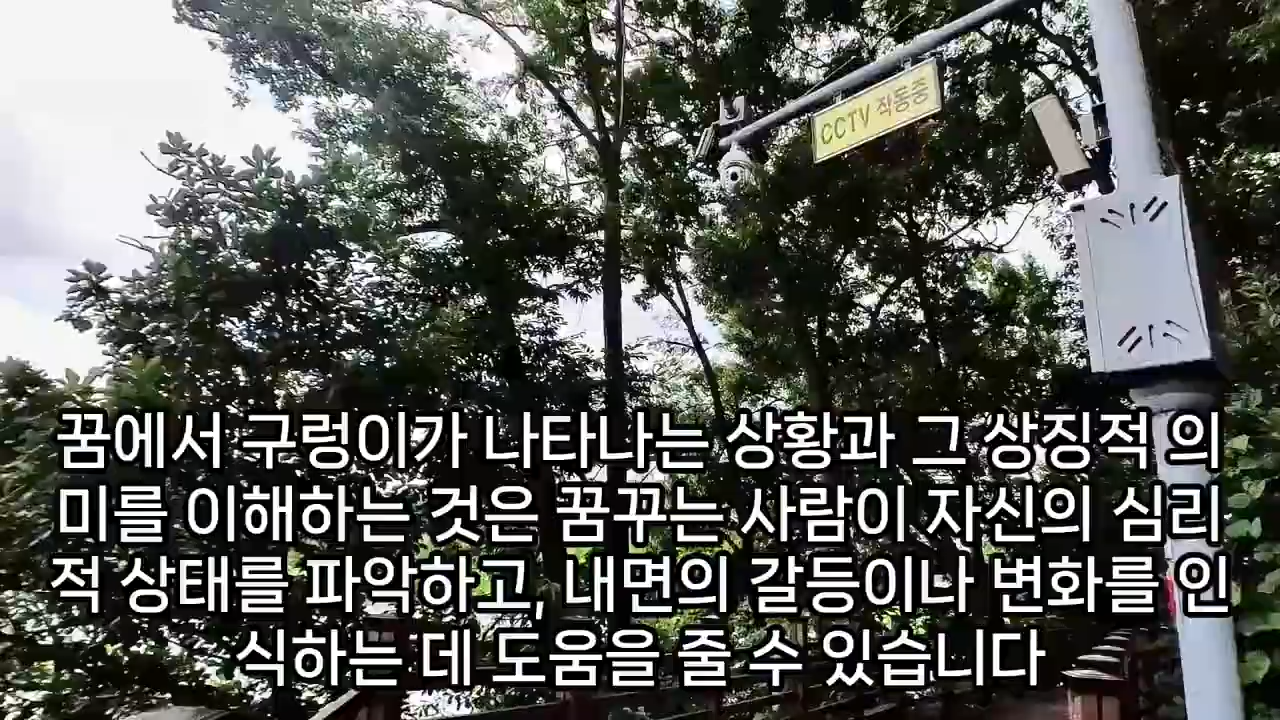 CCTV 작동중
꿈에서 구렁이가 나타나는 상황과 그 상징적 의
미를 이해하는 것은 꿈꾸는 사람이 자신의 심리
적 상태를 파악하고, 내면의 갈등이나 변화를 인
식하는 데 도움을 줄 수 있습니다